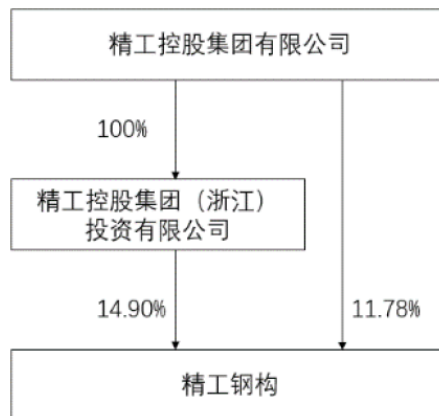 精工控股集团有限公司
100%
精工控股集团（浙江）
投资有限公司
14.90%
11.78%
精工钢构